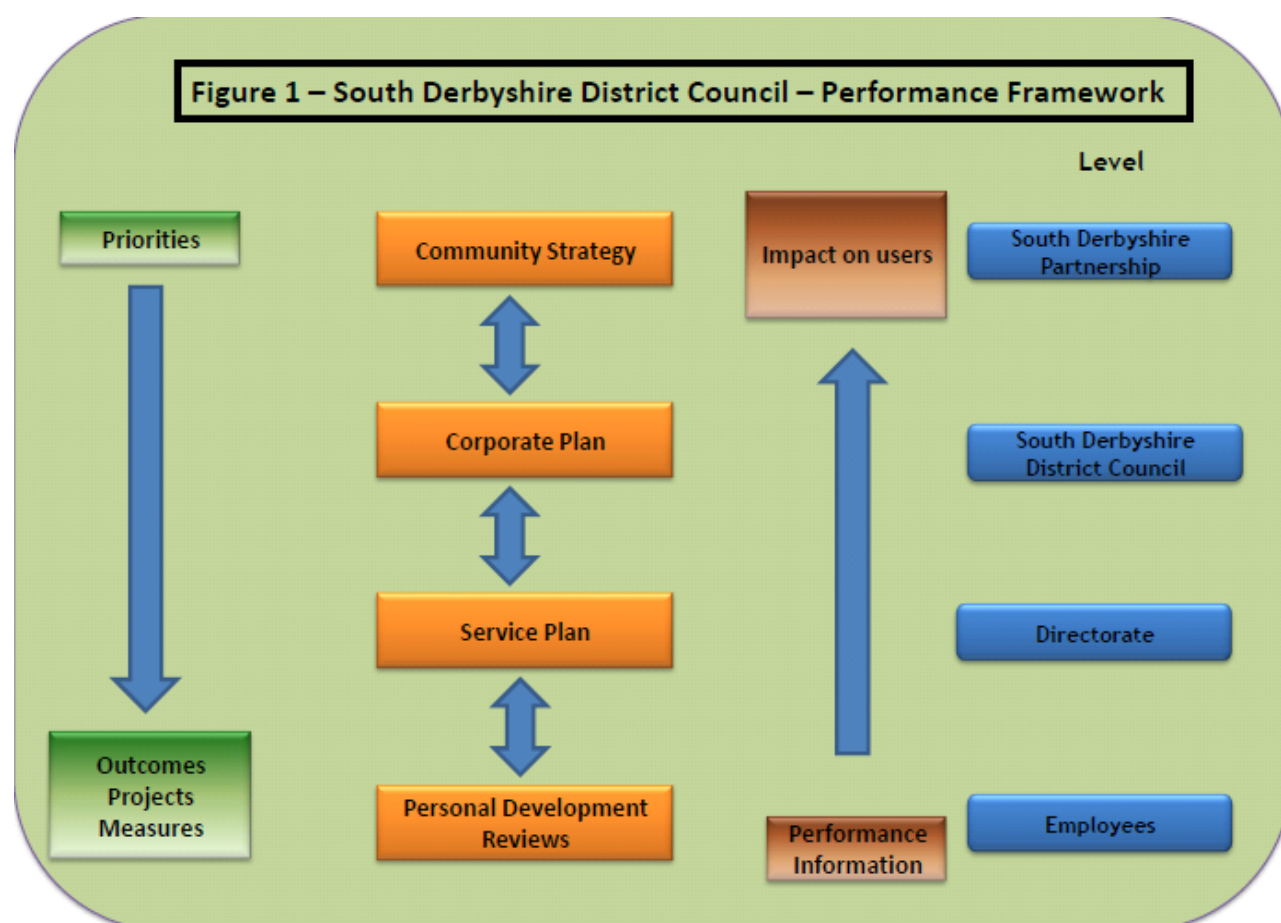 Figure 1 – South Derbyshire District Council – Performance Framework
Level
Priorities
Community Strategy
Impact on users
South Derbyshire
Partnership
Corporate Plan
South Derbyshire
District Council
Service Plan
Directorate
Outcomes
Projects
Measures
Personal Development
Reviews
Performance
Information
Employees